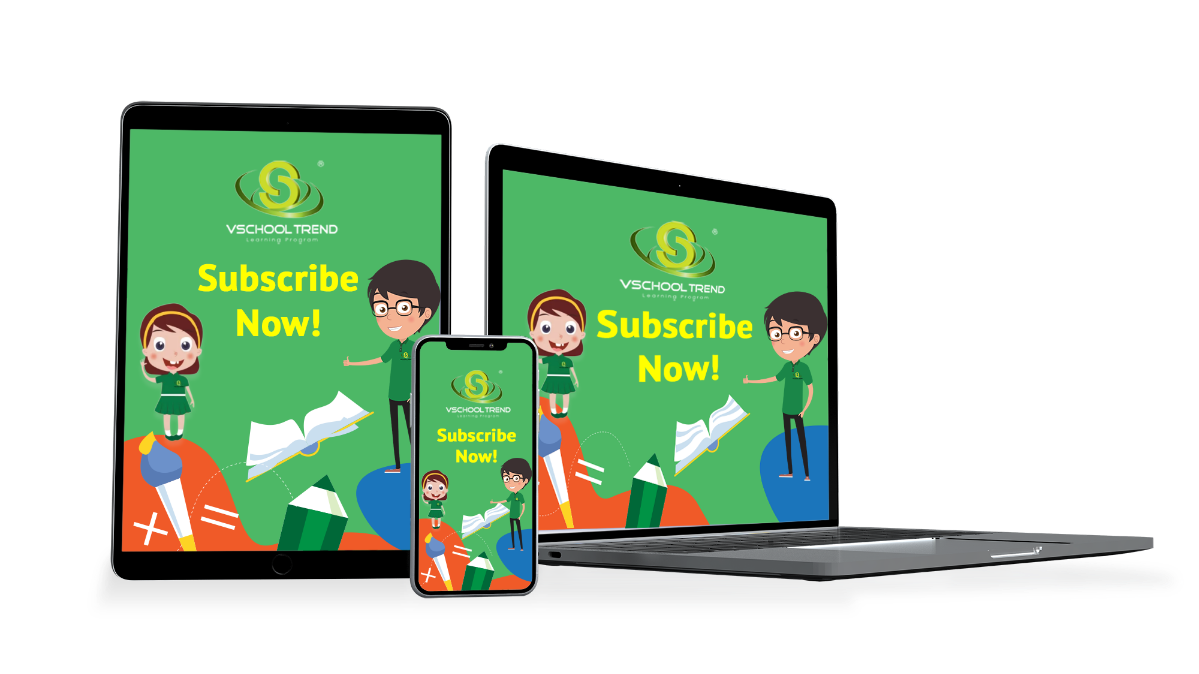 S
®
VSCHOOL TREND
Learning Program
Subscribe
Now!
S
®
VSCHOOL TREND
Learning Program
Subscribe
Now!
S
®
VSCHOOL TREND
Learning Program
Subscribe
Now!